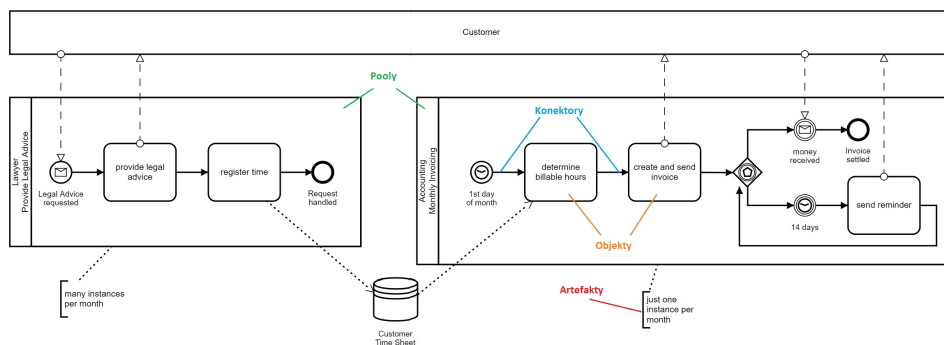 Customer
Pooly
Lawyer
Provide Legal Advice
Legal Advice
requested
provide legal
advice
register time
Request
handled
many instances
per month
Customer
Time Sheet
Accounting
Monthly Invoicing
Konektory
1st day
of month
determine
billable hours
create and send
invoice
Objekty
money
received
Invoice
settled
14 days
send reminder
Artefakty
just one
instance per
month